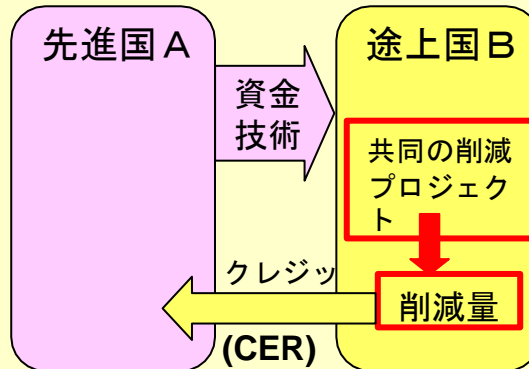 先進国A
途上国B
資金
技術
共同の削減
プロジェク
ト
クレジッ
削減量
(CER)